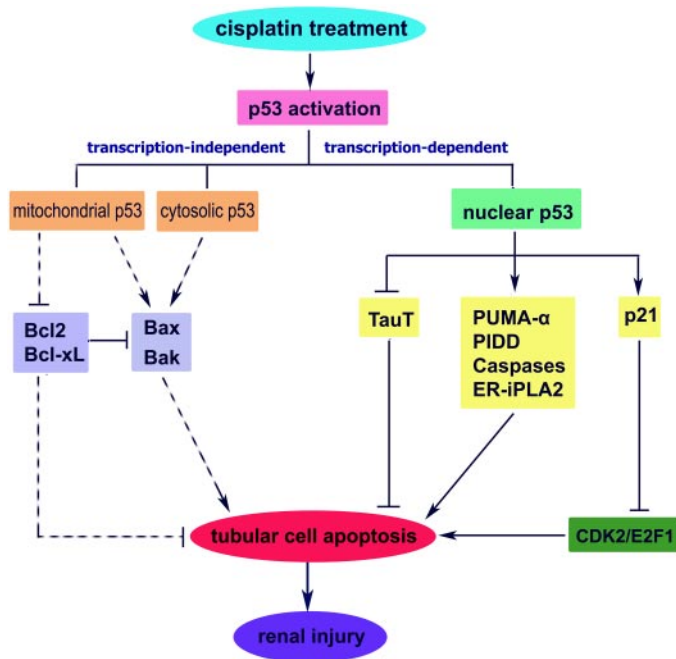 cisplatin treatment
p53 activation
transcription-independent
transcription-dependent
mitochondrial p53
cytosolic p53
nuclear p53
Bcl2
Bcl-xL
Bax
Bak
TauT
PUMA-α
PIDD
Caspases
ER-iPLA2
p21
tubular cell apoptosis
CDK2/E2F1
renal injury